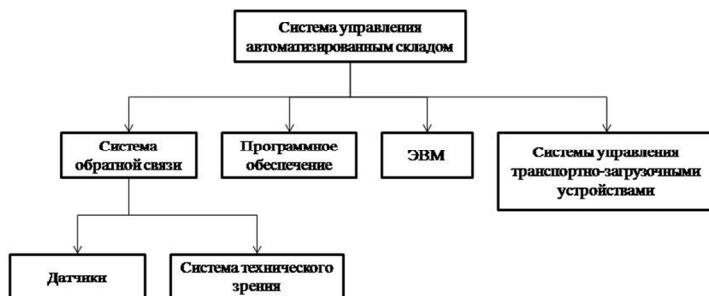 Система управления
автоматизированным складом
Система
обратной связи
Программное
обеспечение
ЭВМ
Системы управления
транспортно-загрузочными
устройствами
Датчики
Система технического
зрения